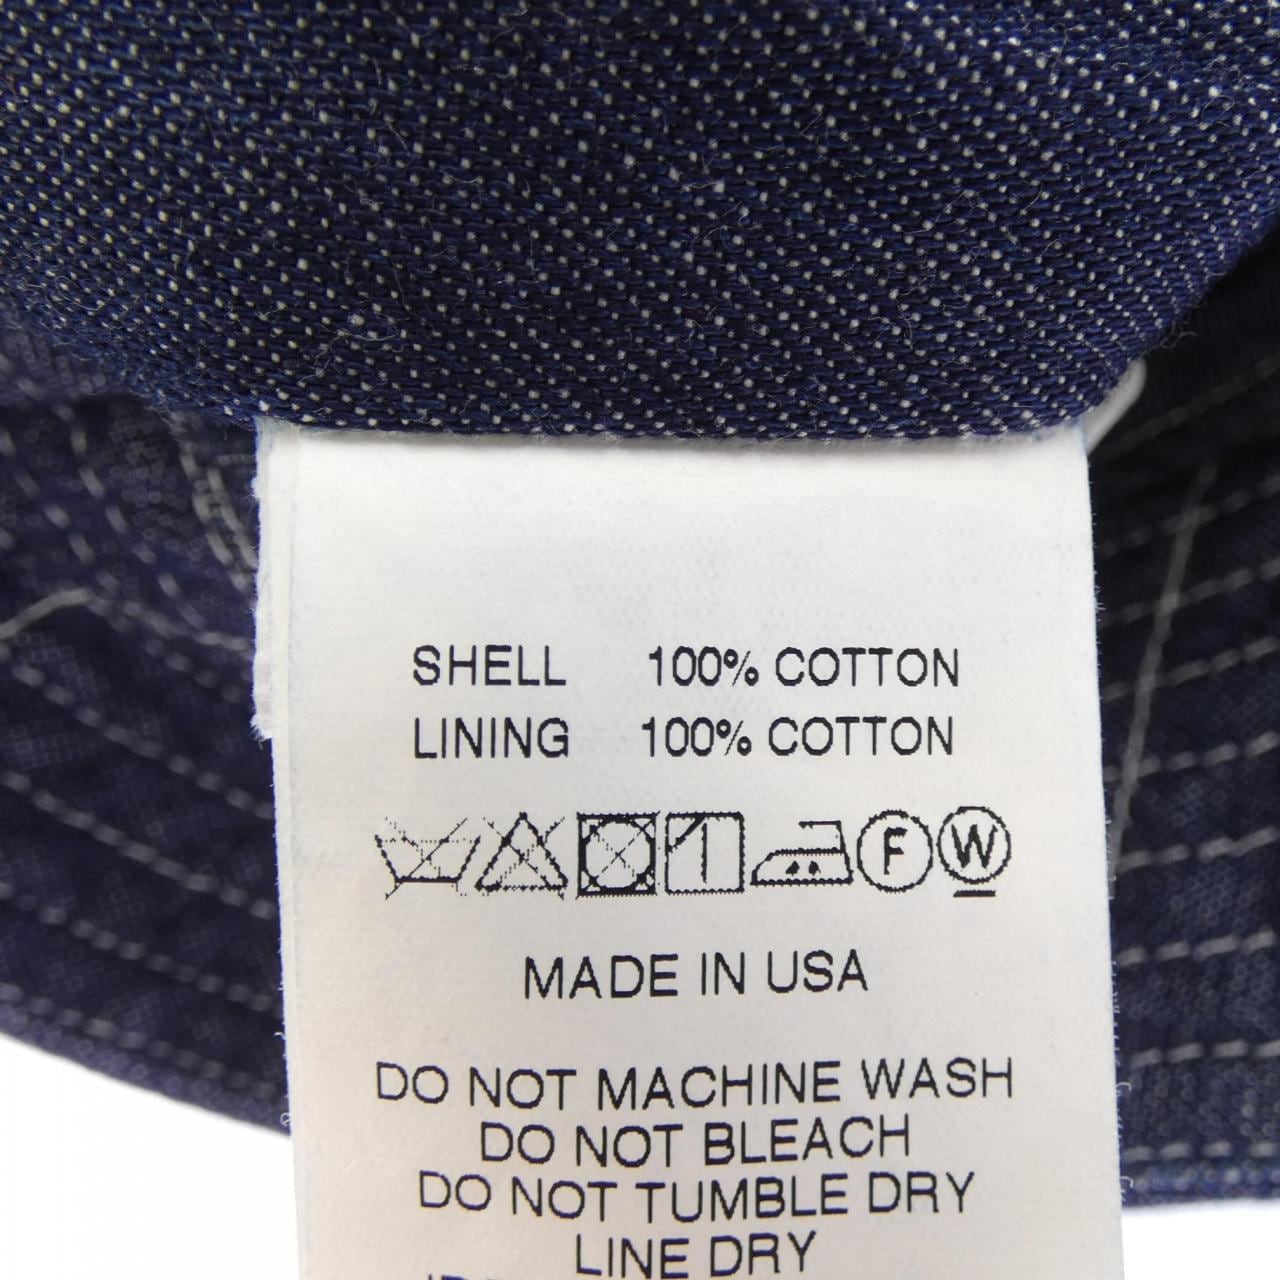 SHELL 100% COTTON
LINING 100% COTTON
F W
MADE IN USA
DO NOT MACHINE WASH
DO NOT BLEACH
DO NOT TUMBLE DRY
LINE DRY